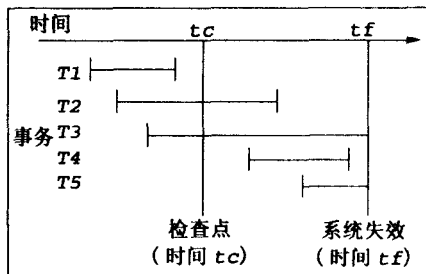 时间 tc tf
T1
T2
事务 T3
T4
T5
检查点 系统失效
(时间 tc) (时间 tf)